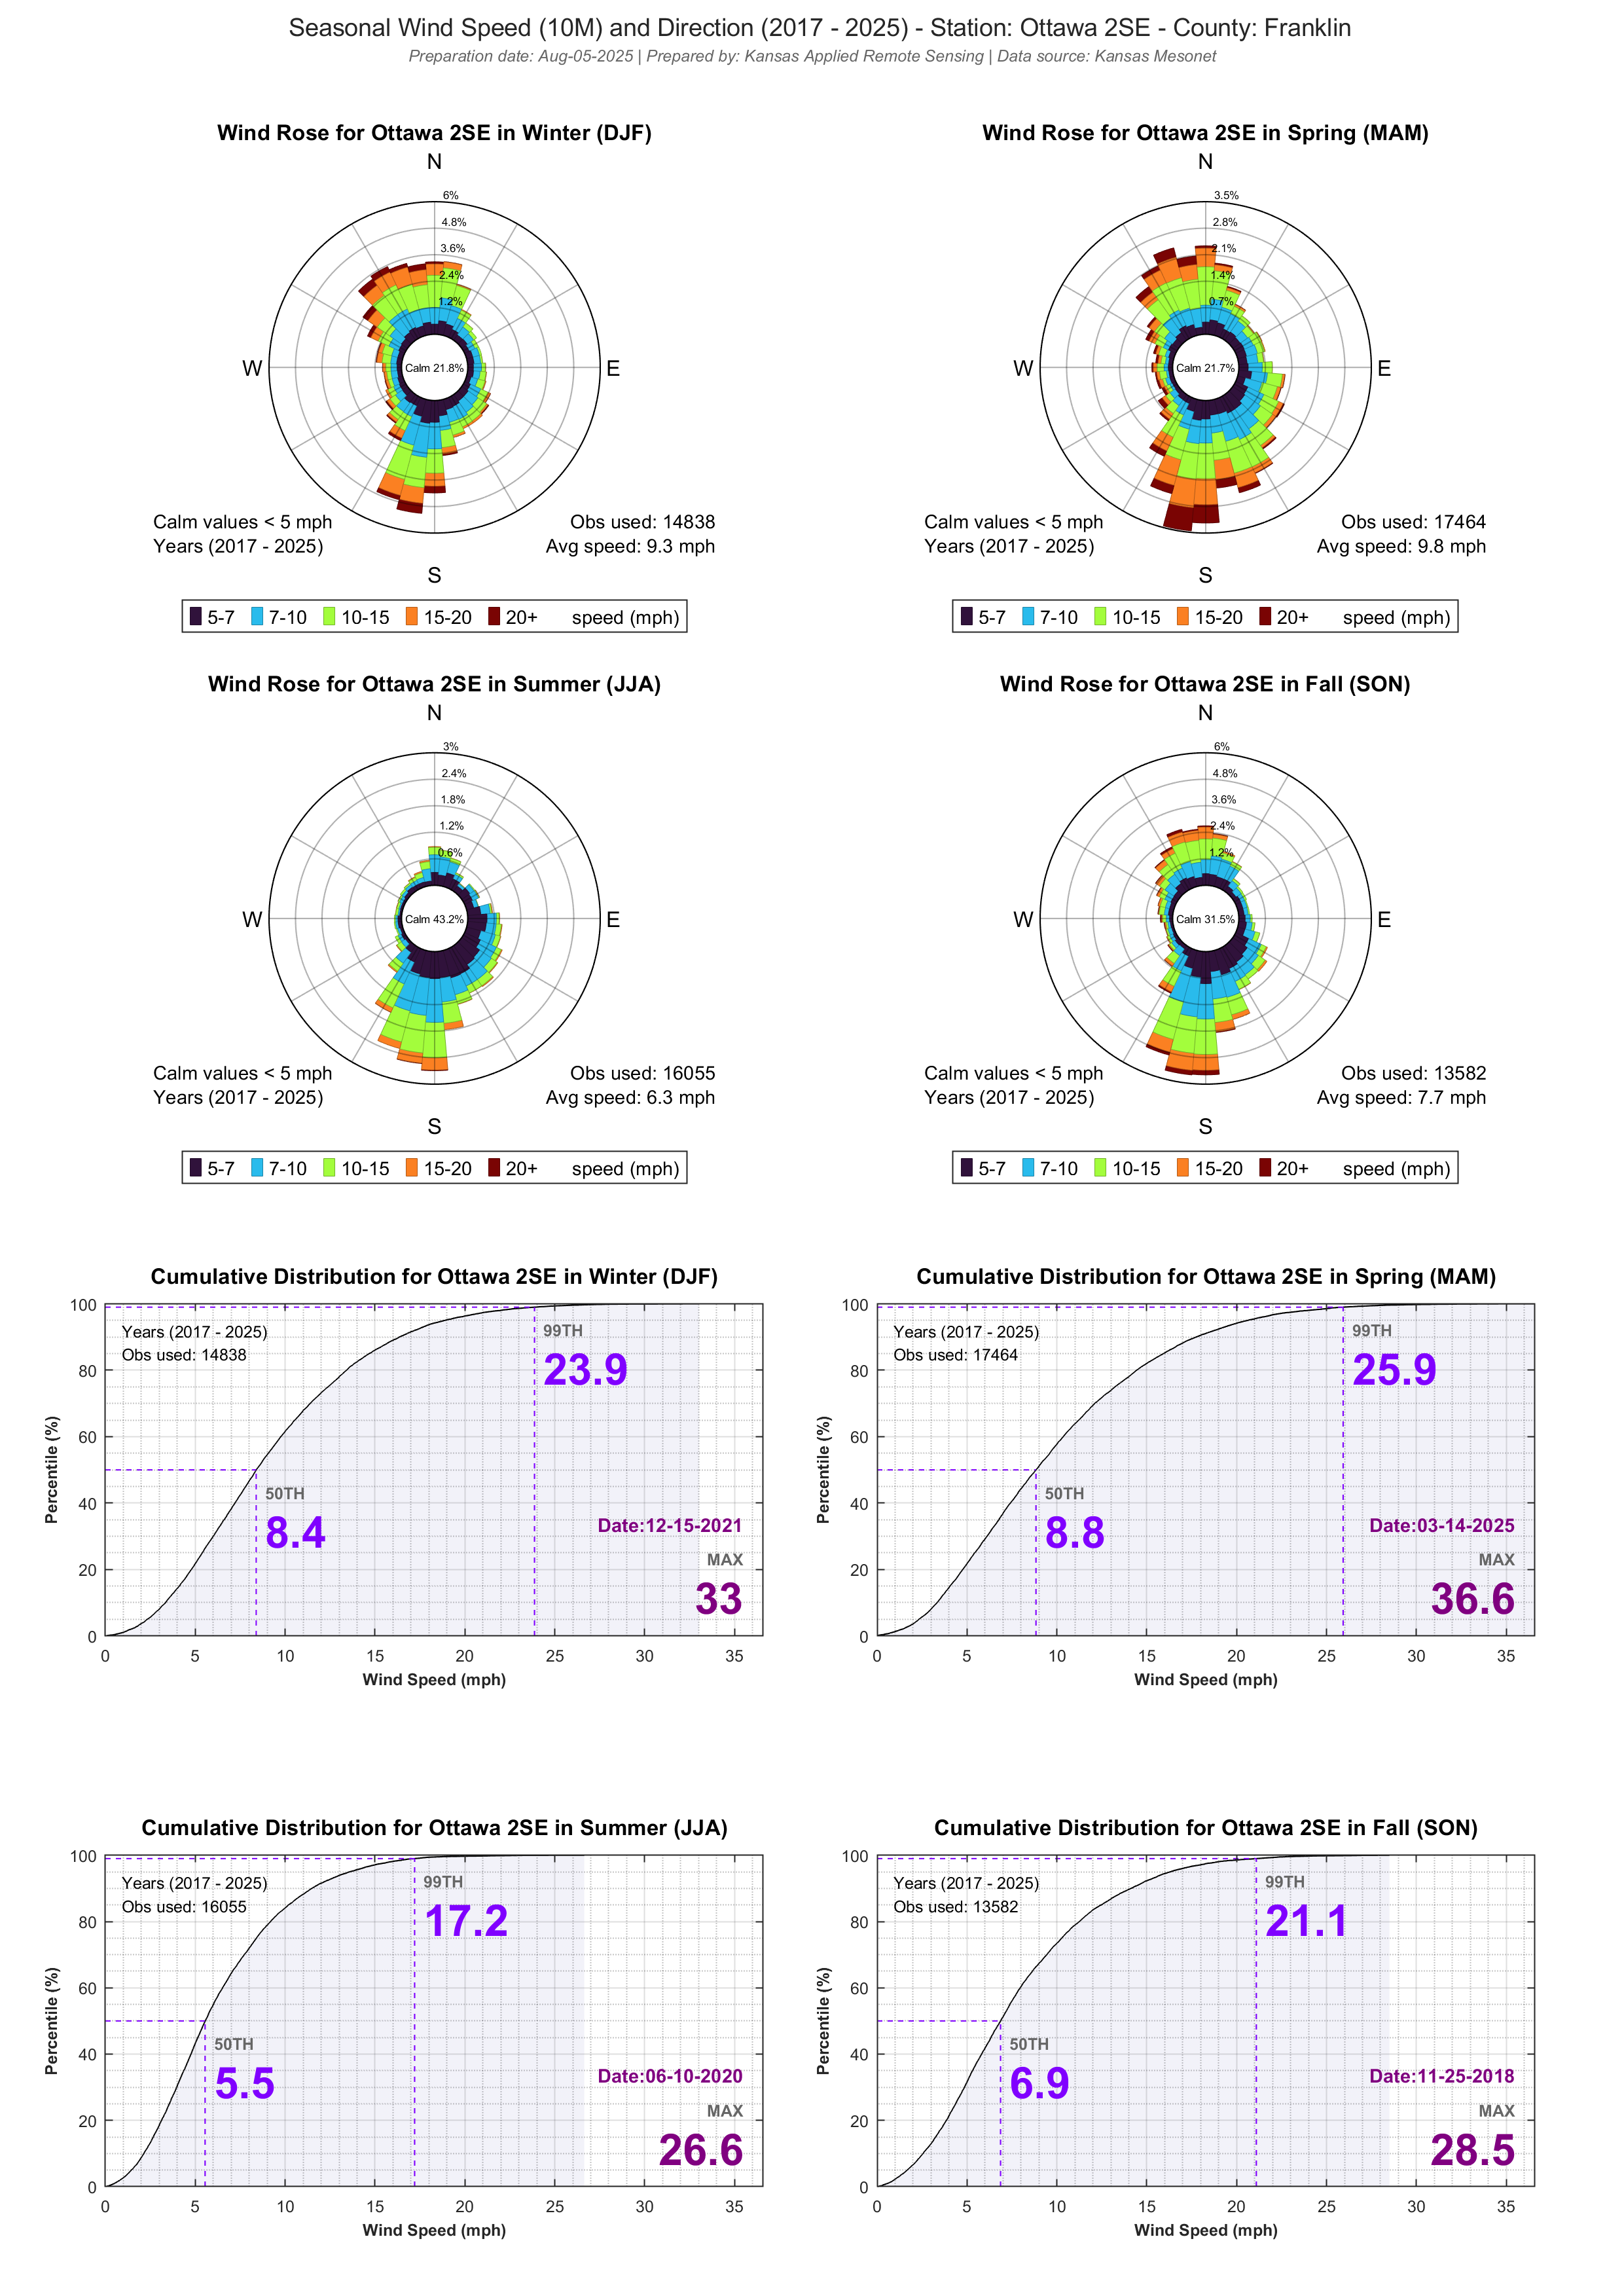 Seasonal Wind Speed (10M) and Direction (2017 - 2025) - Station: Ottawa 2SE - County: Franklin
Preparation date: Aug-05-2025 | Prepared by: Kansas Applied Remote Sensing | Data source: Kansas Mesonet
Wind Rose for Ottawa 2SE in Winter (DJF)
N
6%
4.8%
3.6%
2.4%
1.2%
W
Calm 21.8%
E
Calm values < 5 mph
Years (2017 - 2025)
Obs used: 14838
Avg speed: 9.3 mph
S
5-7 7-10 10-15 15-20 20+ speed (mph)
Wind Rose for Ottawa 2SE in Spring (MAM)
N
3.5%
2.8%
2.1%
1.4%
0.7%
W
Calm 21.7%
E
Calm values < 5 mph
Years (2017 - 2025)
Obs used: 17464
Avg speed: 9.8 mph
S
5-7 7-10 10-15 15-20 20+ speed (mph)
Wind Rose for Ottawa 2SE in Summer (JJA)
N
3%
2.4%
1.8%
1.2%
0.6%
W
Calm 43.2%
E
Calm values < 5 mph
Years (2017 - 2025)
Obs used: 16055
Avg speed: 6.3 mph
S
5-7 7-10 10-15 15-20 20+ speed (mph)
Wind Rose for Ottawa 2SE in Fall (SON)
N
6%
4.8%
3.6%
2.4%
1.2%
W
Calm 31.5%
E
Calm values < 5 mph
Years (2017 - 2025)
Obs used: 13582
Avg speed: 7.7 mph
S
5-7 7-10 10-15 15-20 20+ speed (mph)
Cumulative Distribution for Ottawa 2SE in Winter (DJF)
Years (2017 - 2025)
Obs used: 14838
99TH
23.9
50TH
8.4
Date:12-15-2021
MAX
33
Percentile (%)
100
80
60
40
20
0
0 5 10 15 20 25 30 35
Wind Speed (mph)
Cumulative Distribution for Ottawa 2SE in Spring (MAM)
Years (2017 - 2025)
Obs used: 17464
99TH
25.9
50TH
8.8
Date:03-14-2025
MAX
36.6
Percentile (%)
100
80
60
40
20
0
0 5 10 15 20 25 30 35
Wind Speed (mph)
Cumulative Distribution for Ottawa 2SE in Summer (JJA)
Years (2017 - 2025)
Obs used: 16055
99TH
17.2
50TH
5.5
Date:06-10-2020
MAX
26.6
Percentile (%)
100
80
60
40
20
0
0 5 10 15 20 25 30 35
Wind Speed (mph)
Cumulative Distribution for Ottawa 2SE in Fall (SON)
Years (2017 - 2025)
Obs used: 13582
99TH
21.1
50TH
6.9
Date:11-25-2018
MAX
28.5
Percentile (%)
100
80
60
40
20
0
0 5 10 15 20 25 30 35
Wind Speed (mph)